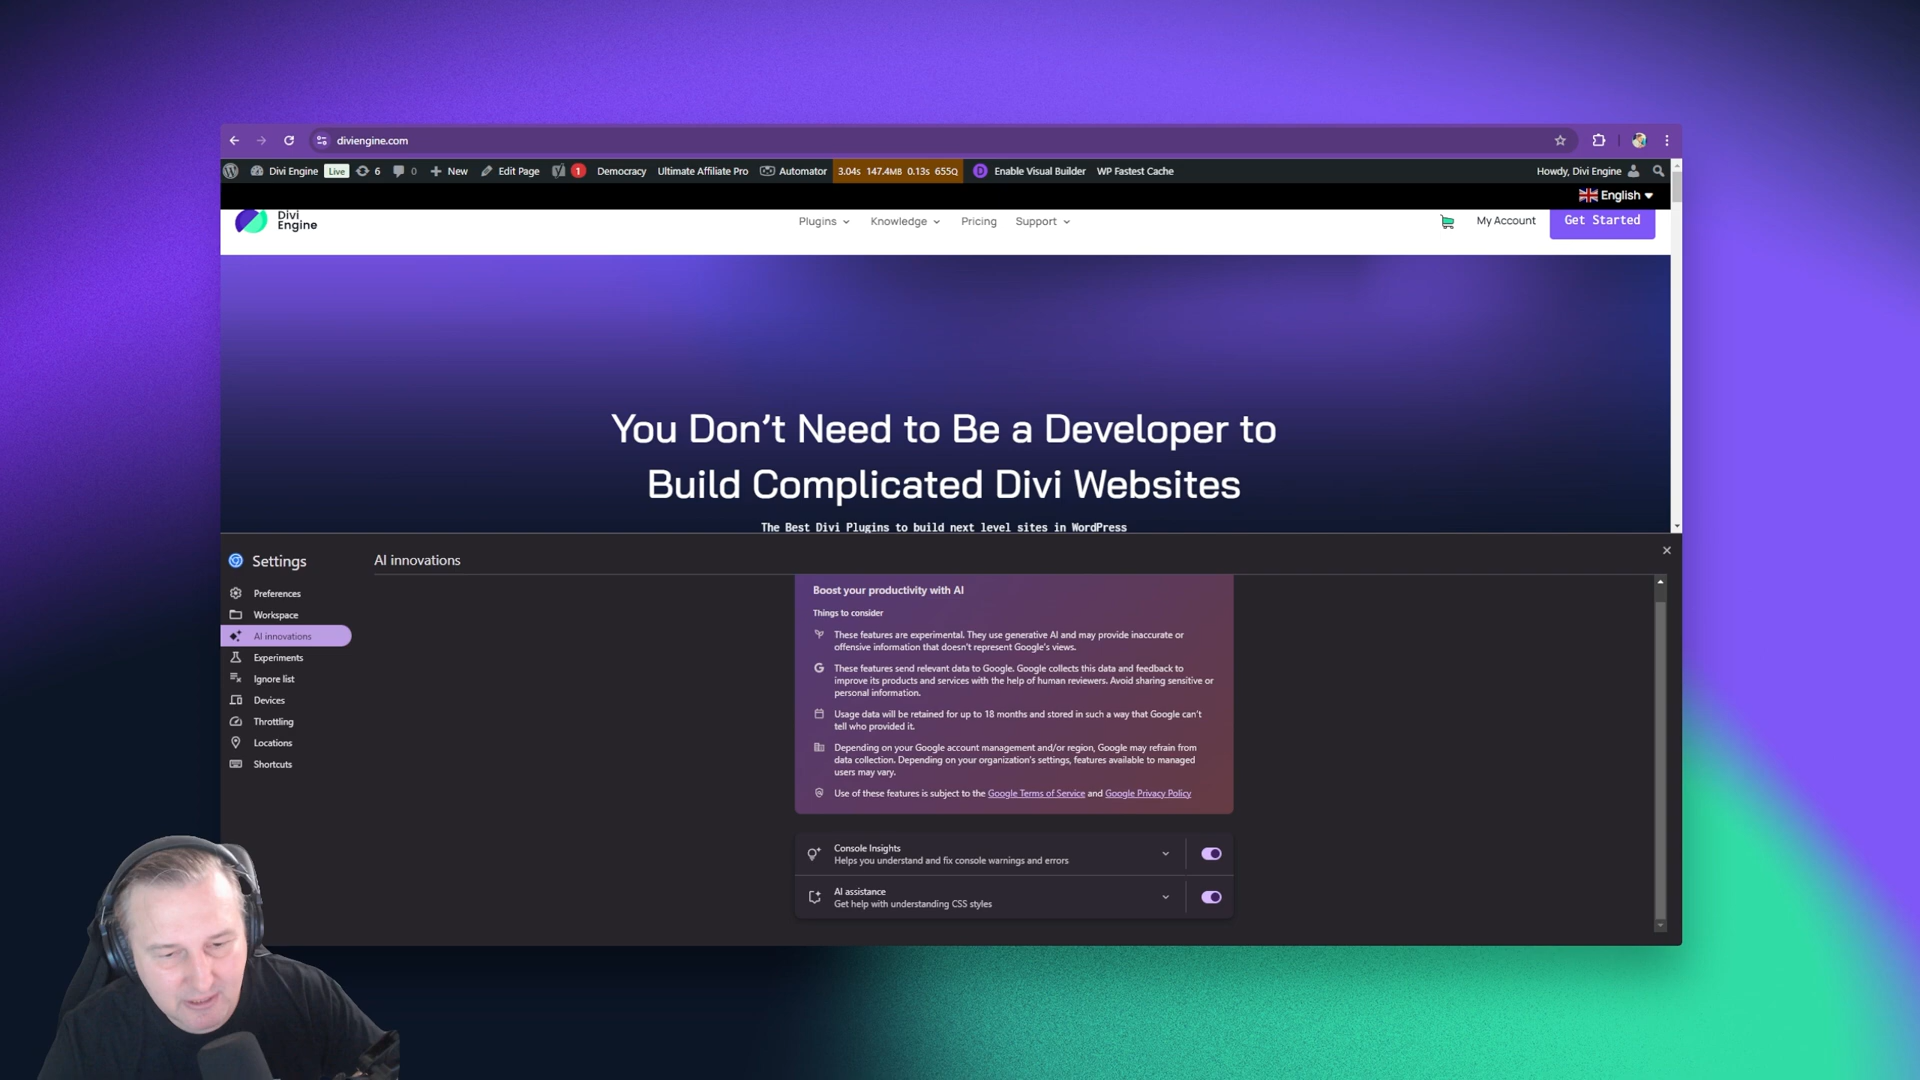 diviengine.com
Divi Engine Live 6 0 New Edit Page 1 Democracy Ultimate Affiliate Pro Automator 3.04s 147.4MB 0.13s 655Q Enable Visual Builder WP Fastest Cache Howdy, Divi Engine
English
Divi
Engine
Plugins Knowledge Pricing Support My Account Get Started
You Don't Need to Be a Developer to
Build Complicated Divi Websites
The Best Divi Plugins to build next level sites in WordPress
Settings
Preferences
Workspace
AI innovations
Experiments
Ignore list
Devices
Throttling
Locations
Shortcuts
AI innovations
Boost your productivity with AI
Things to consider
These features are experimental. They use generative AI and may provide inaccurate or
offensive information that doesn't represent Google's views.
These features send relevant data to Google. Google collects this data and feedback to
improve its products and services with the help of human reviewers. Avoid sharing sensitive or
personal information.
Usage data will be retained for up to 18 months and stored in such a way that Google can't
tell who provided it.
Depending on your Google account management and/or region, Google may refrain from
data collection. Depending on your organization's settings, features available to managed
users may vary.
Use of these features is subject to the Google Terms of Service and Google Privacy Policy
Console Insights
Helps you understand and fix console warnings and errors
AI assistance
Get help with understanding CSS styles